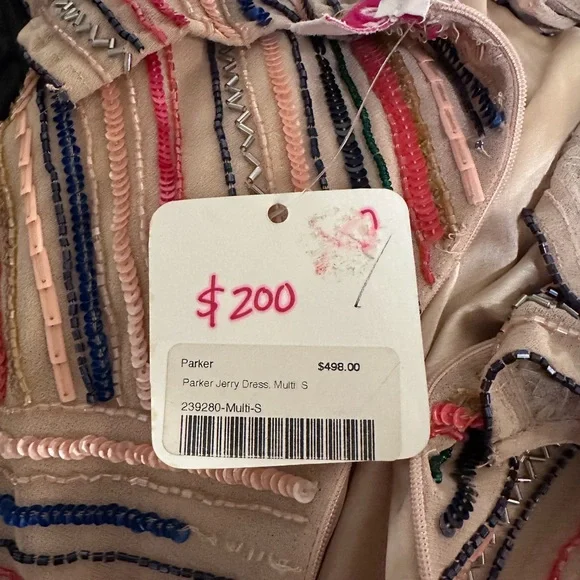 $200
Parker $498.00
Parker Jerry Dress, Multi S
239280-Multi-S